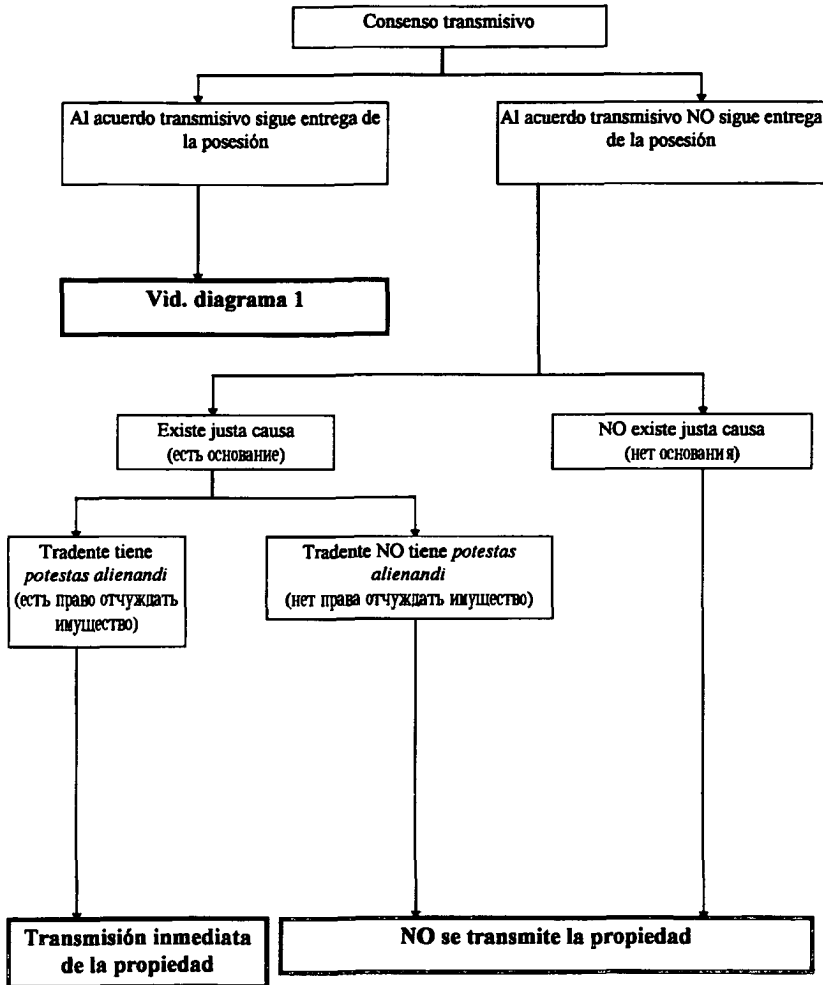 Consenso transmisivo
Al acuerdo transmisivo sigue entrega de
la posesión
Al acuerdo transmisivo NO sigue entrega
de la posesión
Vid. diagrama 1
Existe justa causa
(есть основание)
NO existe justa causa
(нет основания)
Tradente tiene
potestas alienandi
(есть право отчуждать
имущество)
Tradente NO tiene potestas
alienandi
(нет права отчуждать имущество)
Transmisión inmediata
de la propiedad
NO se transmite la propiedad